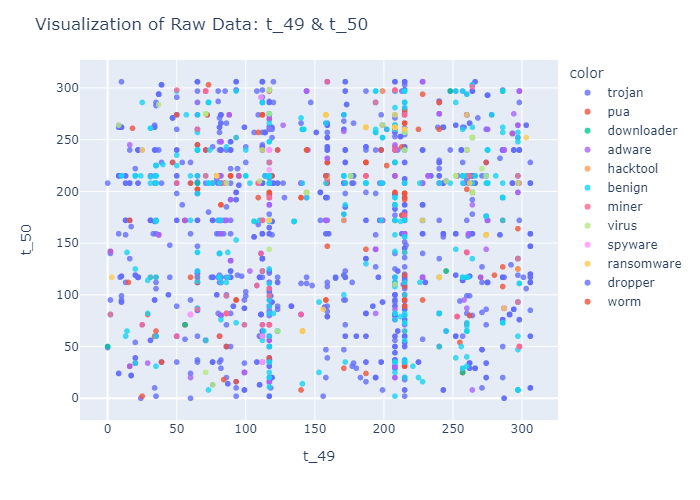 Visualization of Raw Data: t_49 & t_50
color
trojan
pua
downloader
adware
hacktool
benign
miner
virus
spyware
ransomware
dropper
worm
t_50
300
250
200
150
100
50
0
0 50 100 150 200 250 300
t_49